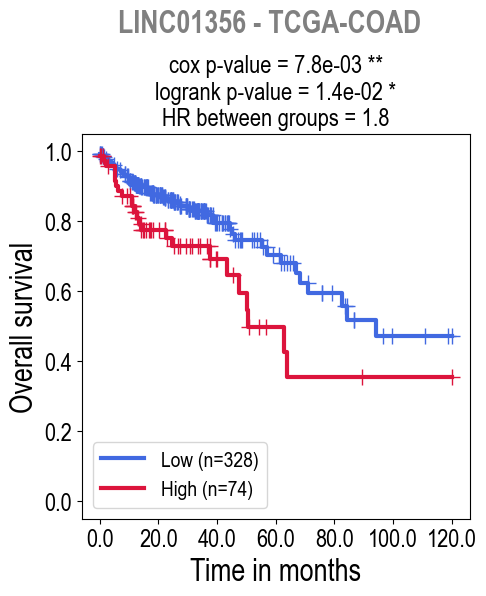 LINC01356 - TCGA-COAD
cox p-value = 7.8e-03 **
logrank p-value = 1.4e-02 *
HR between groups = 1.8
1.0
0.8
0.6
0.4
0.2
0.0
Overall survival
Low (n=328)
High (n=74)
0.0 20.0 40.0 60.0 80.0 100.0 120.0
Time in months